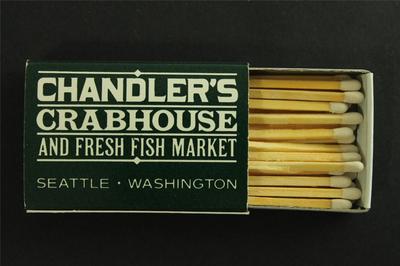 CHANDLER'S
CRABHOUSE
AND FRESH FISH MARKET
SEATTLE • WASHINGTON